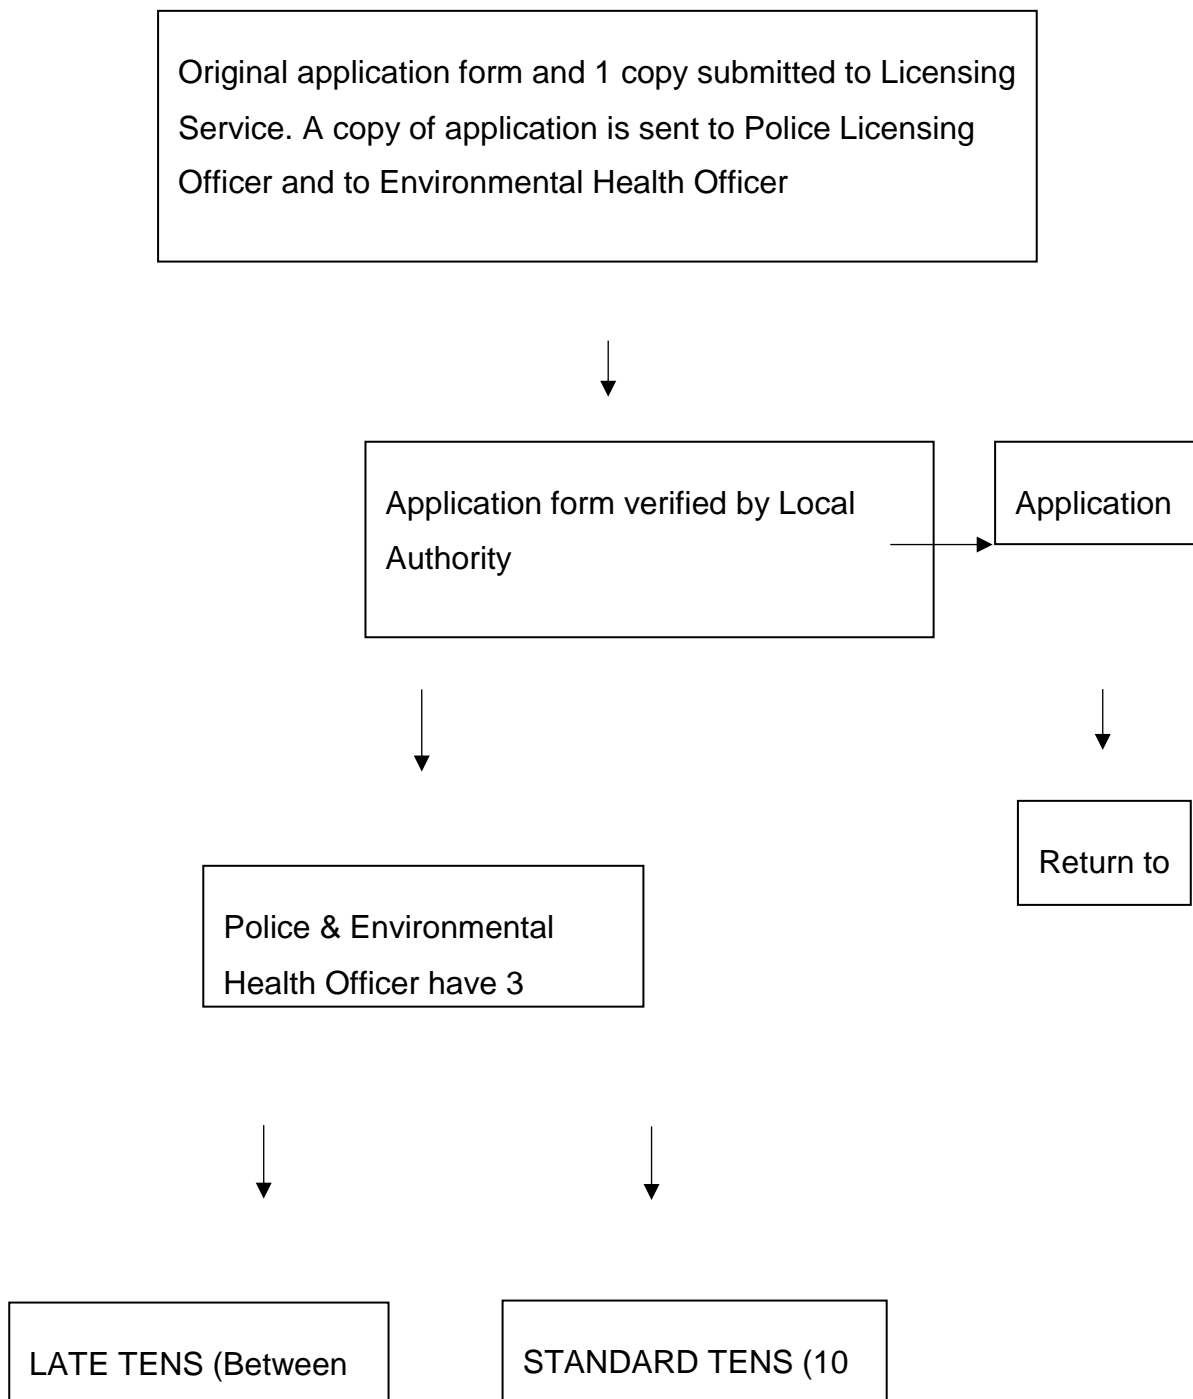 Original application form and 1 copy submitted to Licensing
Service. A copy of application is sent to Police Licensing
Officer and to Environmental Health Officer
Application form verified by Local
Authority
Application
Return to
Police & Environmental
Health Officer have 3
LATE TENS (Between
STANDARD TENS (10